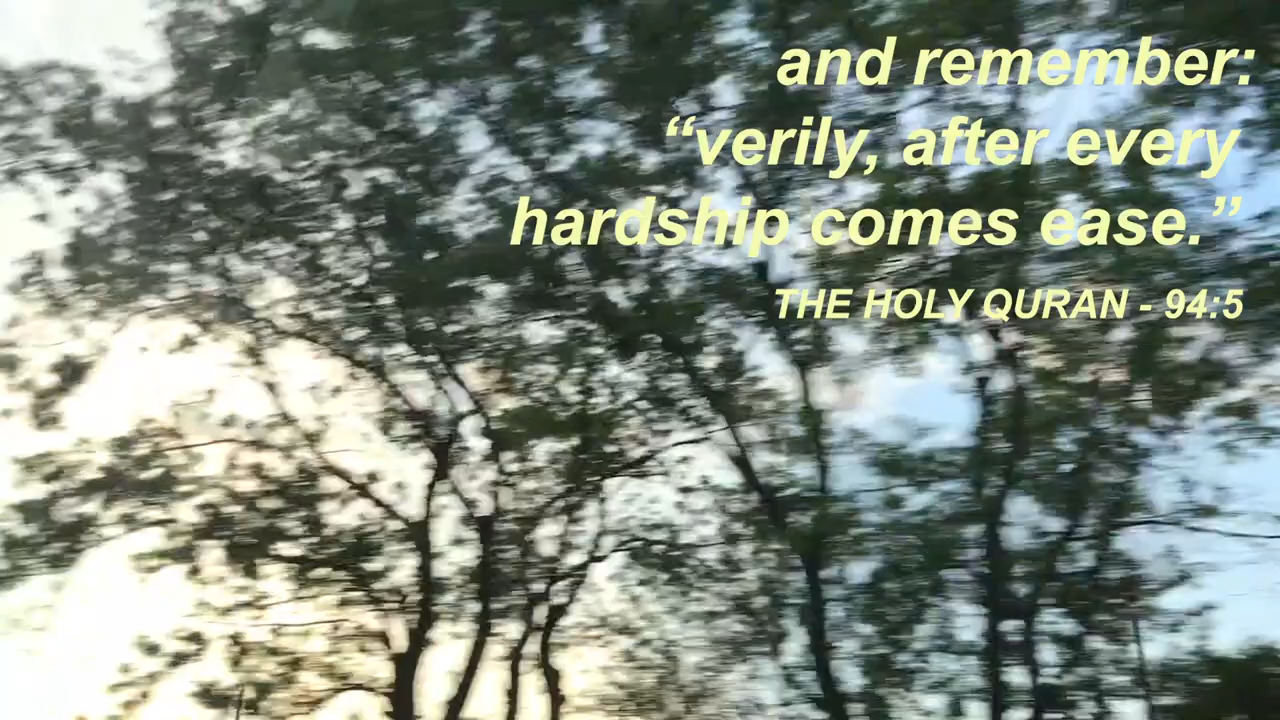 and remember:
“verily, after every
hardship comes ease.”
THE HOLY QURAN - 94:5